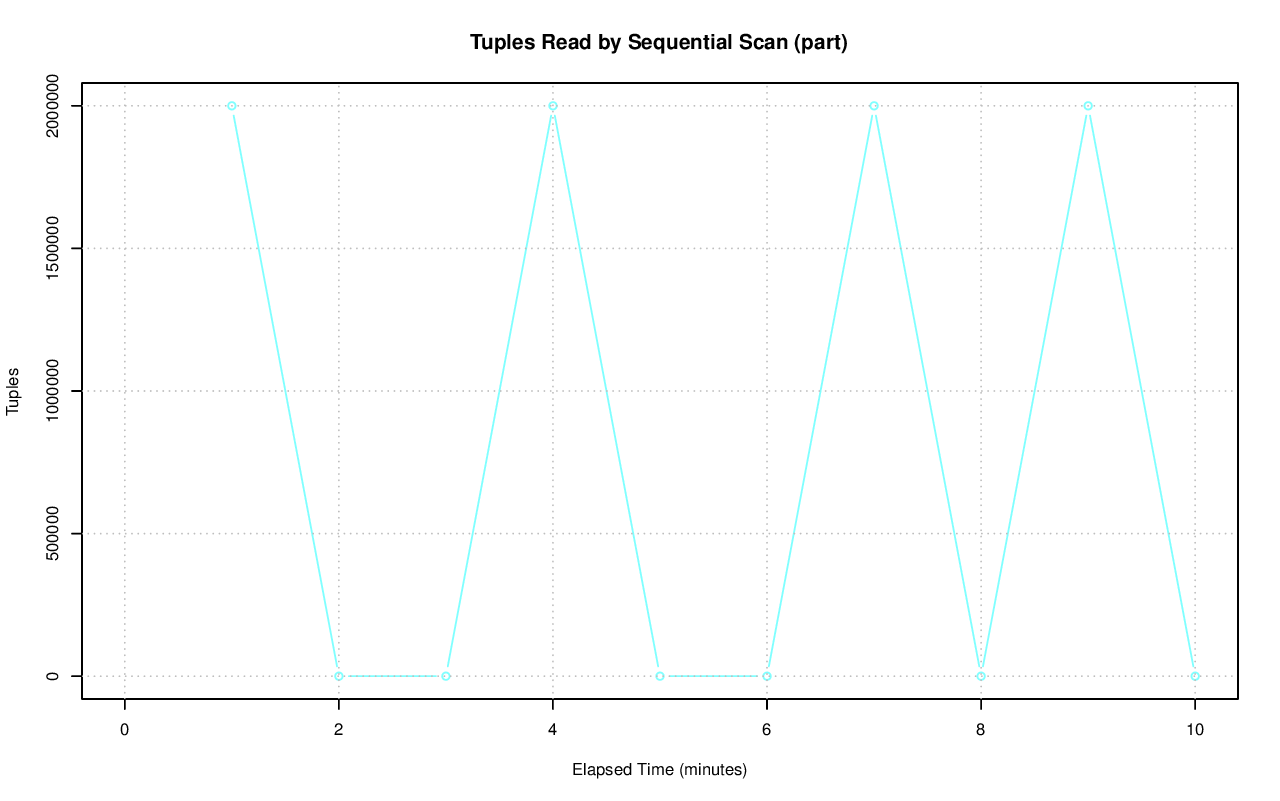 Tuples Read by Sequential Scan (part)
2000000
1500000
1000000
500000
0
Tuples
0 2 4 6 8 10
Elapsed Time (minutes)